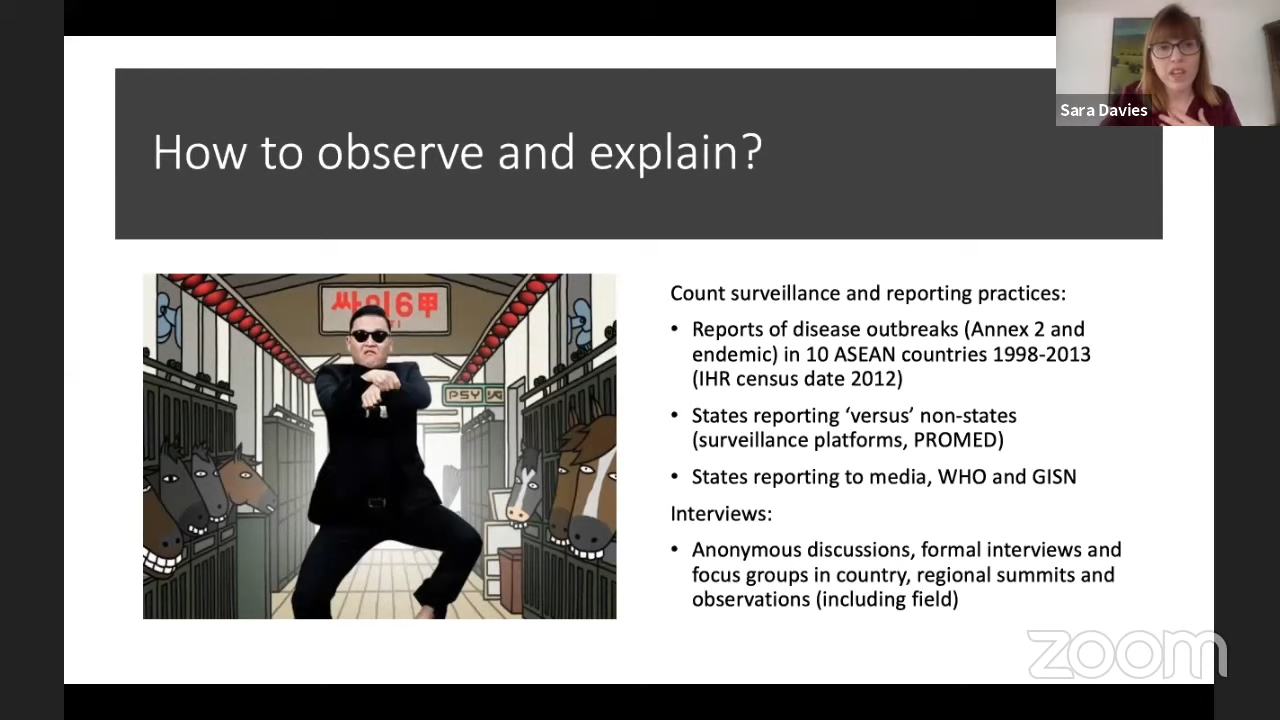 How to observe and explain?
Sara Davies
싸이6甲
PSY
Count surveillance and reporting practices:
• Reports of disease outbreaks (Annex 2 and
endemic) in 10 ASEAN countries 1998-2013
(IHR census date 2012)
• States reporting ‘versus’ non-states
(surveillance platforms, PROMED)
• States reporting to media, WHO and GISN
Interviews:
• Anonymous discussions, formal interviews and
focus groups in country, regional summits and
observations (including field)
zoom